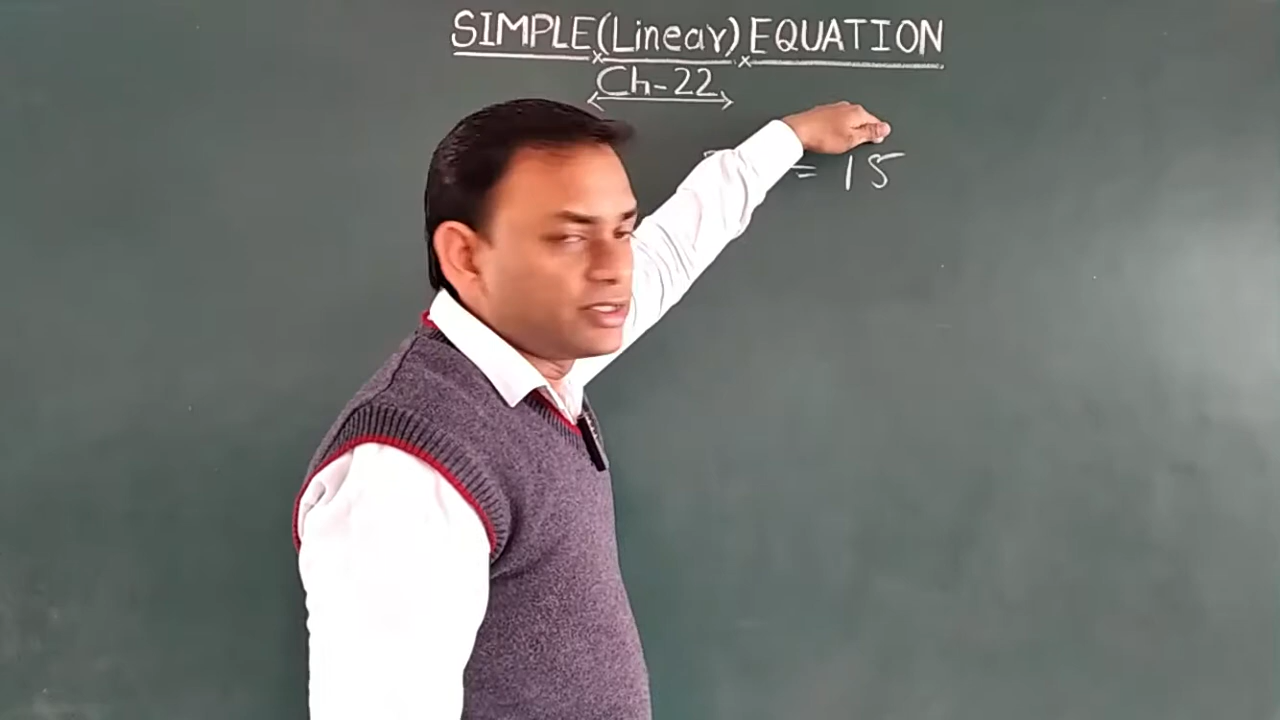 SIMPLE(Linear) EQUATION
Ch-22
= 15